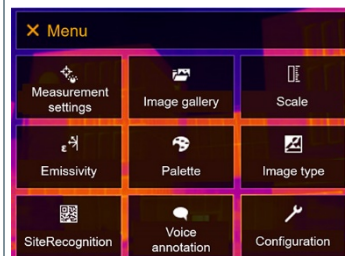 Menu
Measurement
settings
Image gallery
Scale
ε
Emissivity
Palette
Image type
SiteRecognition
Voice
annotation
Configuration